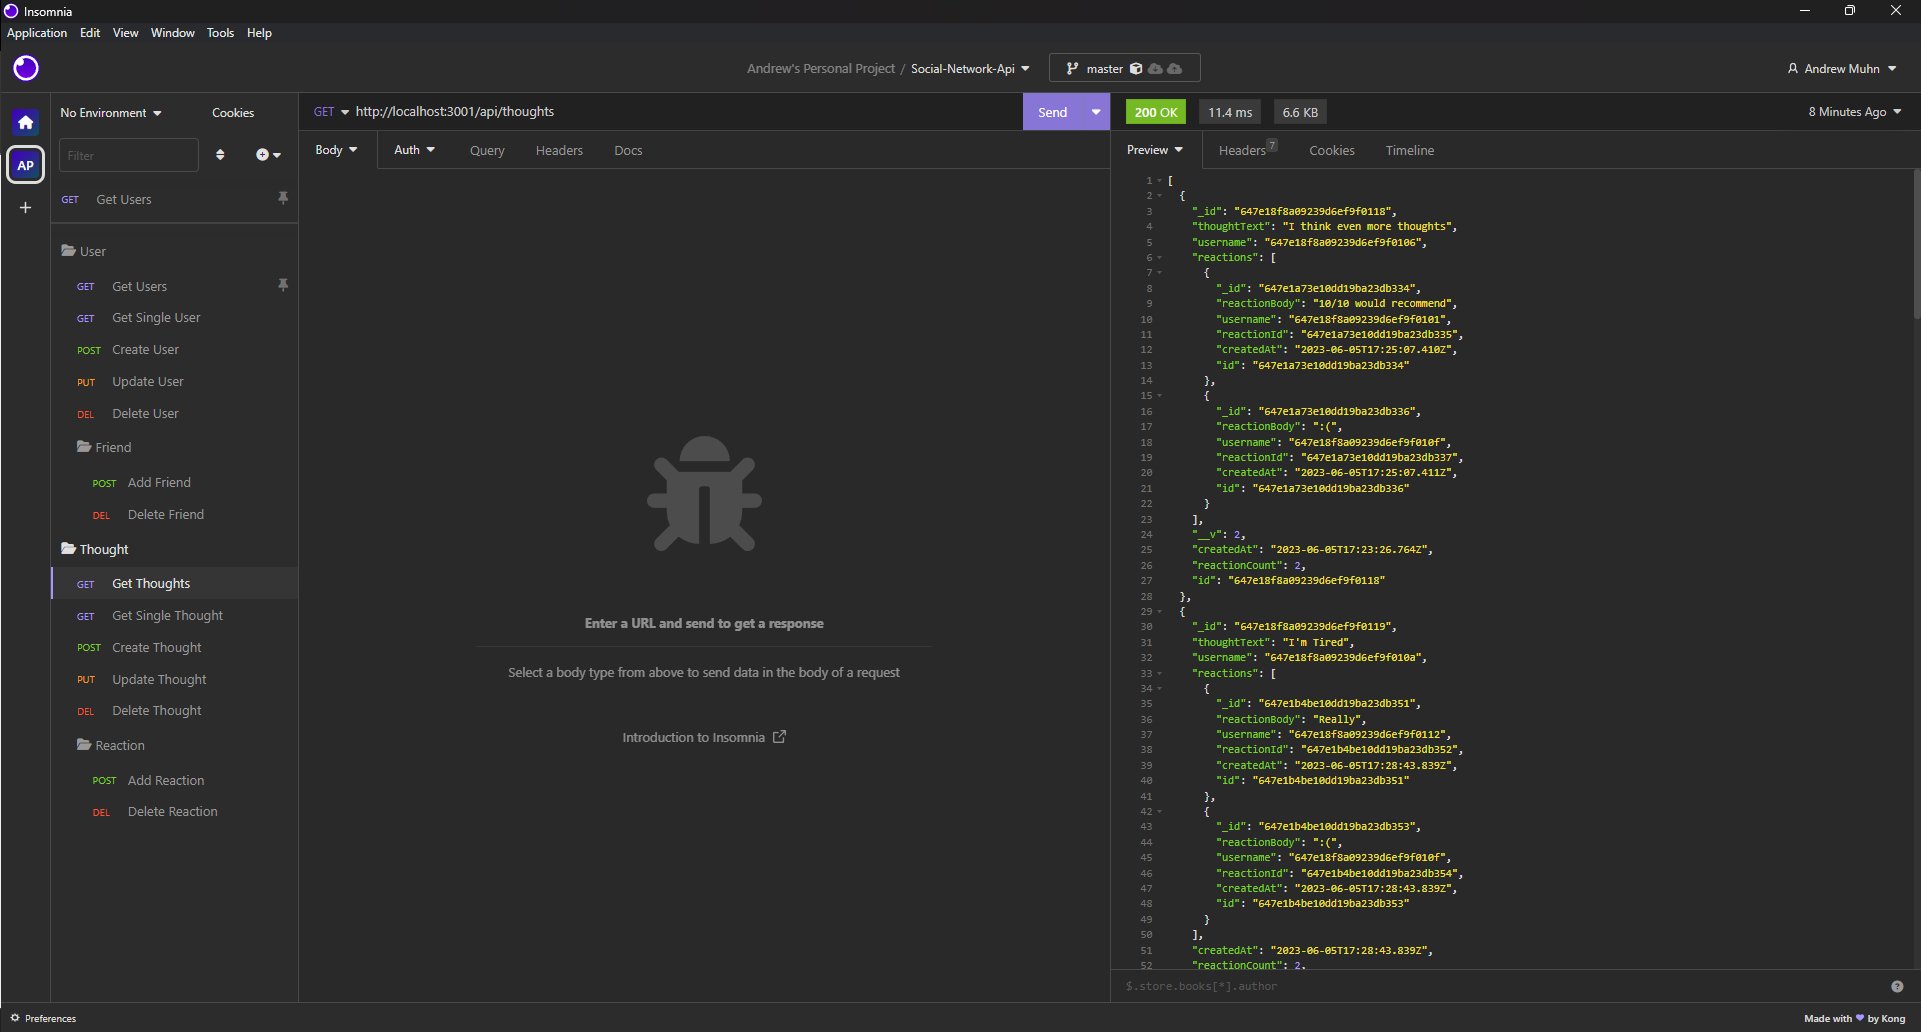 Insomnia
Application Edit View Window Tools Help
Andrew's Personal Project / Social-Network-Api
master
Andrew Muhn
No Environment
Cookies
GET http://localhost:3001/api/thoughts
Send
200 OK
11.4 ms
6.6 KB
8 Minutes Ago
AP
Filter
Body
Auth
Query
Headers
Docs
Preview
Headers 7
Cookies
Timeline
GET Get Users
User
GET Get Users
GET Get Single User
POST Create User
PUT Update User
DEL Delete User
Friend
POST Add Friend
DEL Delete Friend
Thought
GET Get Thoughts
GET Get Single Thought
POST Create Thought
PUT Update Thought
DEL Delete Thought
Reaction
POST Add Reaction
DEL Delete Reaction
Enter a URL and send to get a response
Select a body type from above to send data in the body of a request
Introduction to Insomnia
1 [
2 {
3 "_id": "647e18f8a09239d6ef9f0118",
4 "thoughtText": "I think even more thoughts",
5 "username": "647e18f8a09239d6ef9f0106",
6 "reactions": [
7 {
8 "_id": "647e1a73e10dd19ba23db334",
9 "reactionBody": "10/10 would recommend",
10 "username": "647e18f8a09239d6ef9f0101",
11 "reactionId": "647e1a73e10dd19ba23db335",
12 "createdAt": "2023-06-05T17:25:07.410Z",
13 "id": "647e1a73e10dd19ba23db334"
14 },
15 {
16 "_id": "647e1a73e10dd19ba23db336",
17 "reactionBody": ":(",
18 "username": "647e18f8a09239d6ef9f010f",
19 "reactionId": "647e1a73e10dd19ba23db337",
20 "createdAt": "2023-06-05T17:25:07.411Z",
21 "id": "647e1a73e10dd19ba23db336"
22 }
23 ],
24 "__v": 2,
25 "createdAt": "2023-06-05T17:23:26.764Z",
26 "reactionCount": 2,
27 "id": "647e18f8a09239d6ef9f0118"
28 },
29 {
30 "_id": "647e18f8a09239d6ef9f0119",
31 "thoughtText": "I'm Tired",
32 "username": "647e18f8a09239d6ef9f010a",
33 "reactions": [
34 {
35 "_id": "647e1b4be10dd19ba23db351",
36 "reactionBody": "Really",
37 "username": "647e18f8a09239d6ef9f0112",
38 "reactionId": "647e1b4be10dd19ba23db352",
39 "createdAt": "2023-06-05T17:28:43.839Z",
40 "id": "647e1b4be10dd19ba23db351"
41 },
42 {
43 "_id": "647e1b4be10dd19ba23db353",
44 "reactionBody": ":(",
45 "username": "647e18f8a09239d6ef9f010f",
46 "reactionId": "647e1b4be10dd19ba23db354",
47 "createdAt": "2023-06-05T17:28:43.839Z",
48 "id": "647e1b4be10dd19ba23db353"
49 }
50 ],
51 "createdAt": "2023-06-05T17:28:43.839Z",
52 "reactionCount": 2,
$.store.books[*].author
Preferences
Made with 💜 by Kong